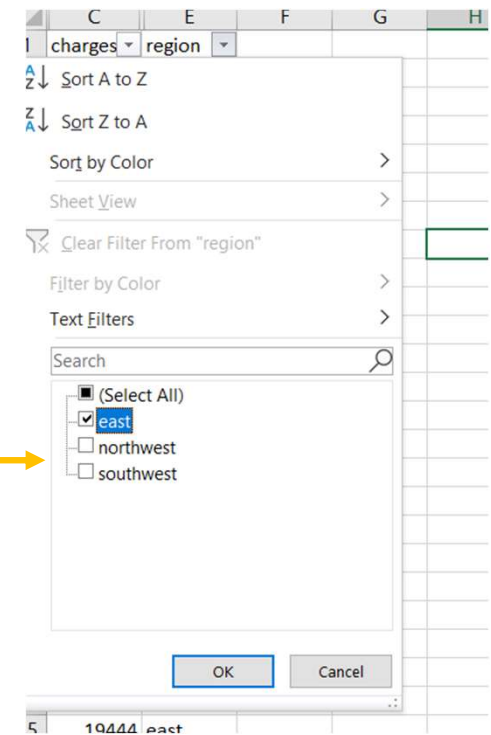 C E F G H
1 charges region
A
Z Sort A to Z
Z
A Sort Z to A
Sort by Color
Sheet View
Clear Filter From "region"
Filter by Color
Text Filters
Search
(Select All)
east
northwest
southwest
OK Cancel
5 19444 east